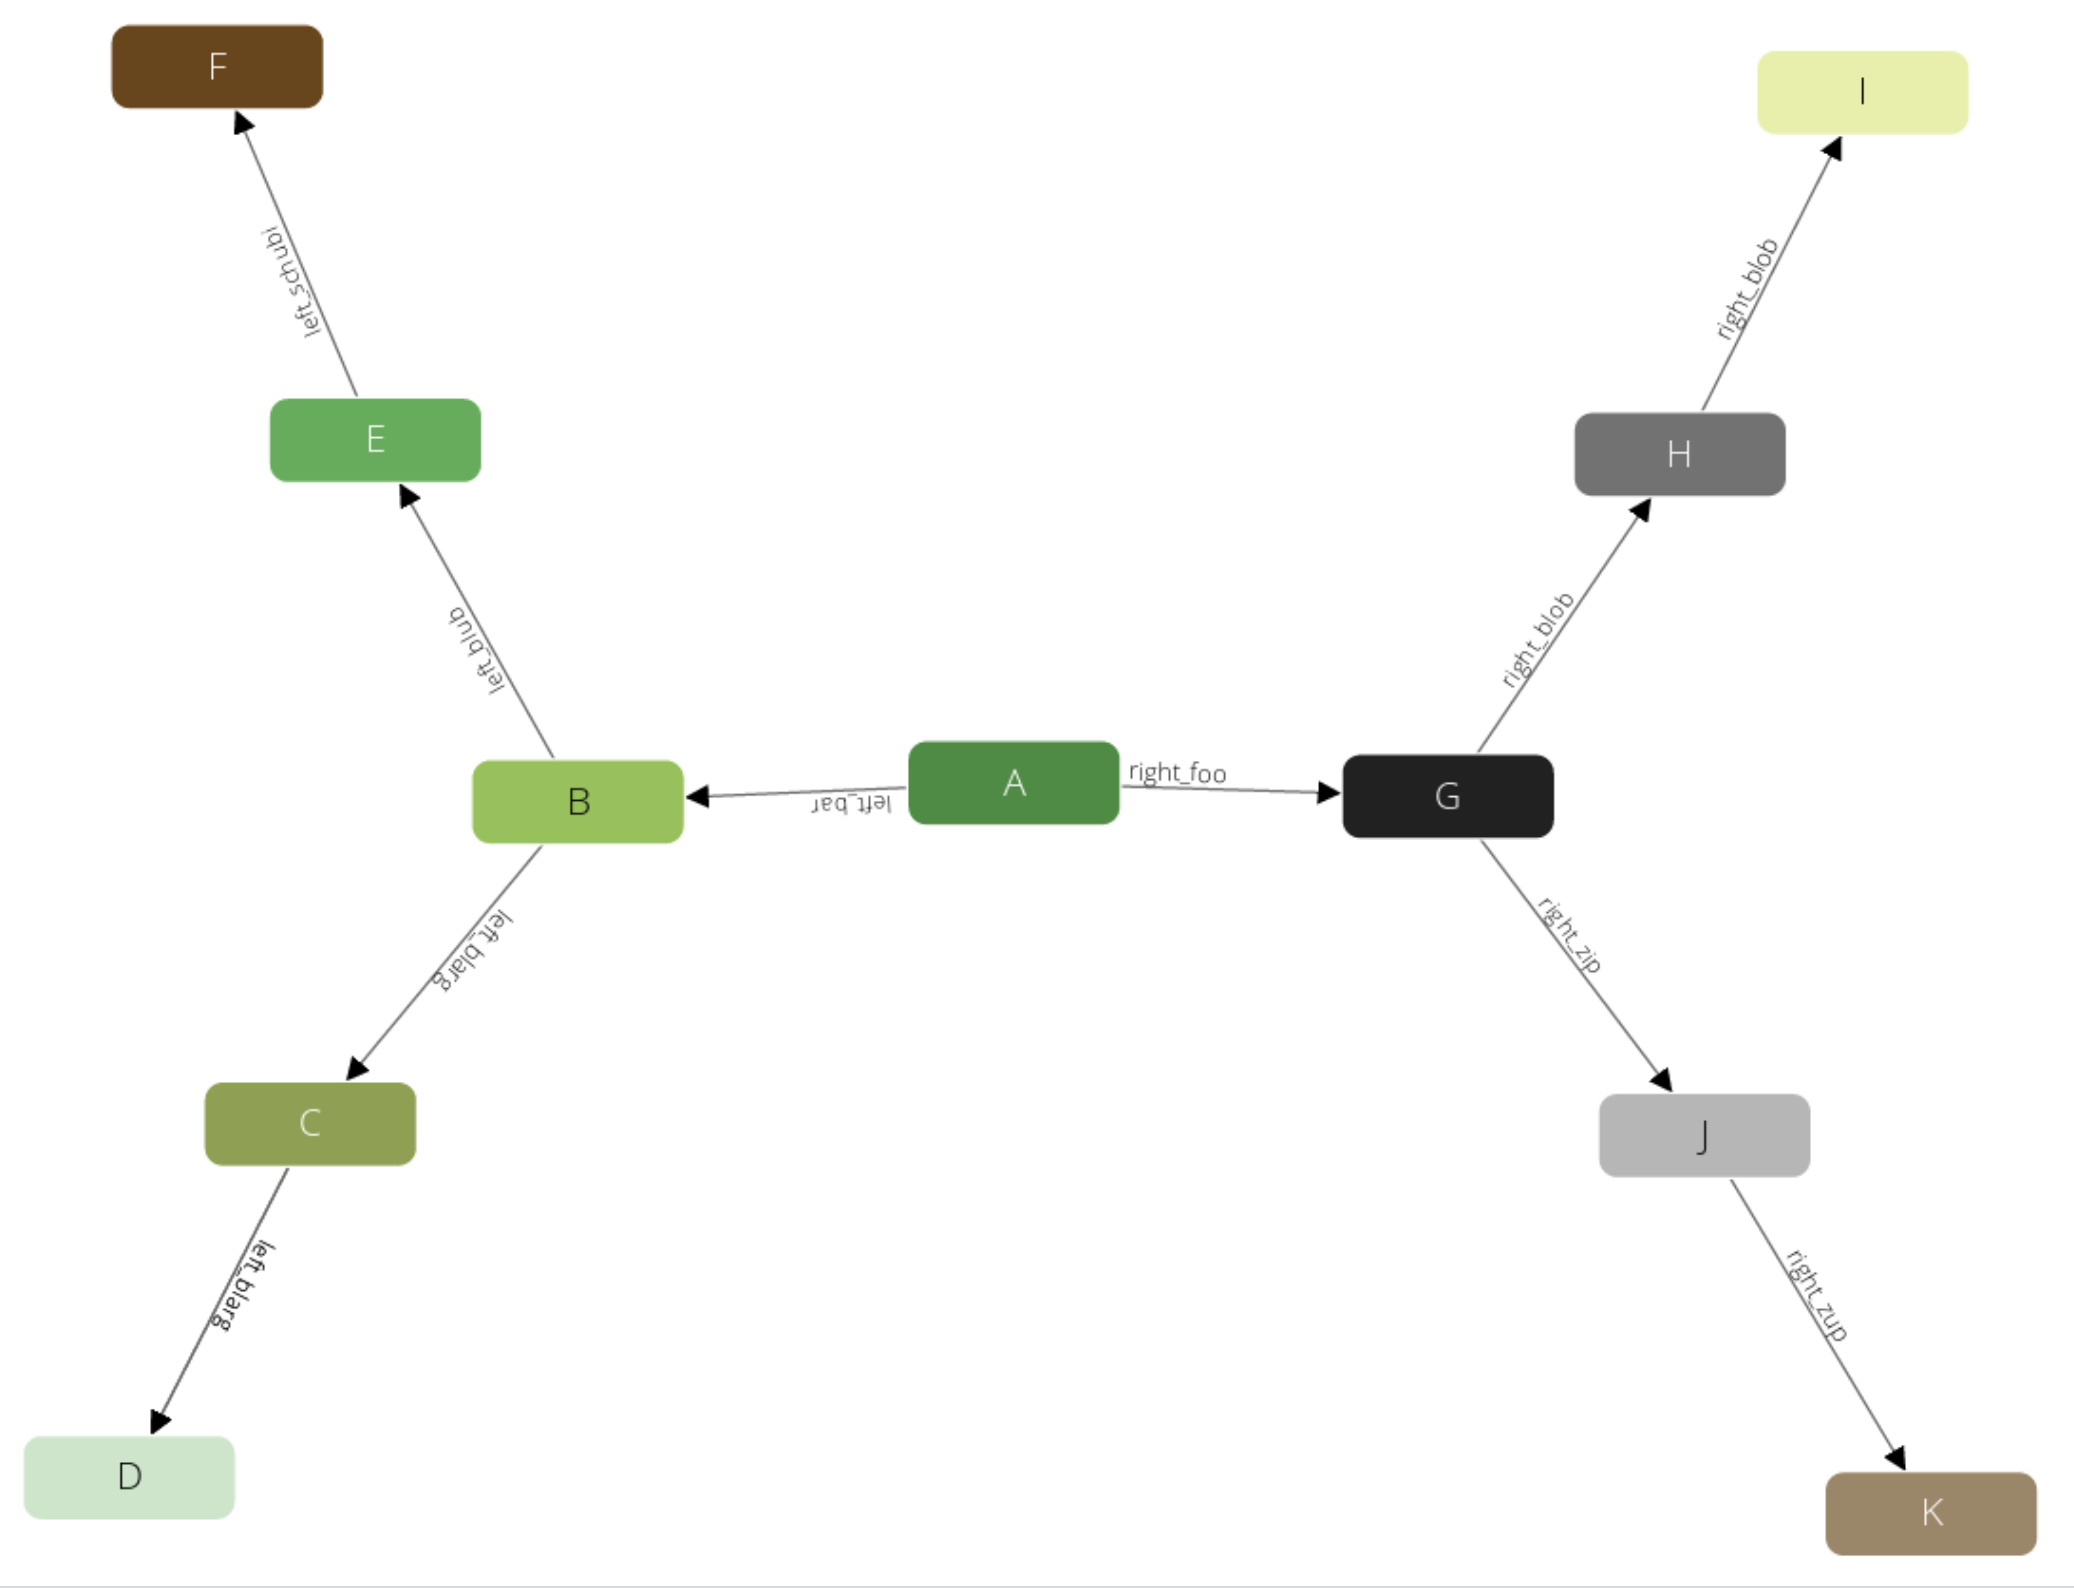 F
I
left_schubi
right_blob
E
H
left_blub
right_blob
B
left_bar
A
right_foo
G
left_blarg
right_zip
C
J
left_blarg
right_zup
D
K